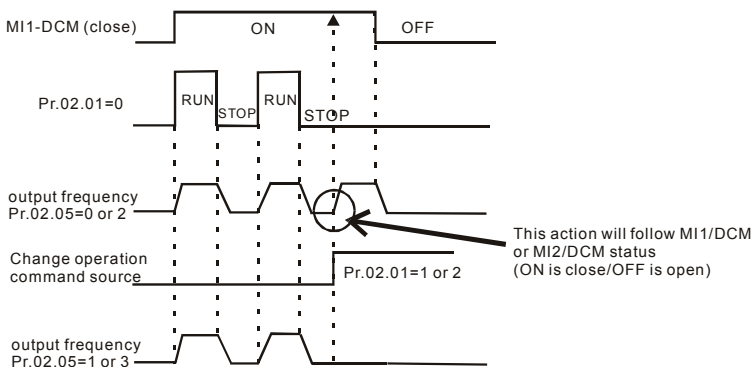 MI1-DCM (close)
ON
OFF
Pr.02.01=0
RUN
STOP
RUN
STOP
output frequency
Pr.02.05=0 or 2
This action will follow MI1/DCM
or MI2/DCM status
(ON is close/OFF is open)
Change operation
command source
Pr.02.01=1 or 2
output frequency
Pr.02.05=1 or 3